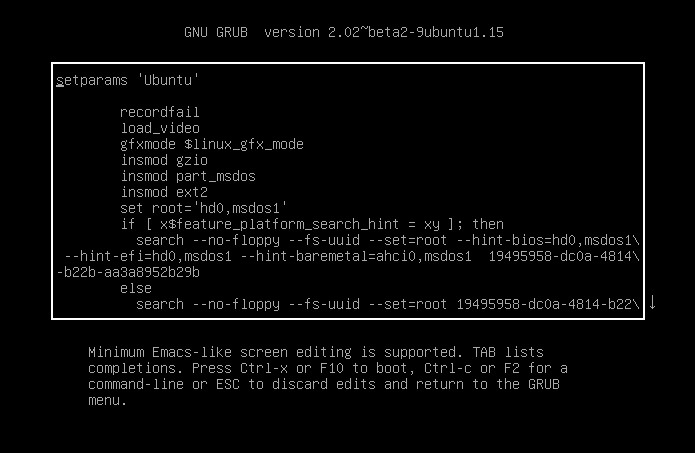 GNU GRUB  version 2.02~beta2-9ubuntu1.15
setparams 'Ubuntu'
recordfail
load_video
gfxmode $linux_gfx_mode
insmod gzio
insmod part_msdos
insmod ext2
set root='hd0,msdos1'
if [ x$feature_platform_search_hint = xy ]; then
search --no-floppy --fs-uuid --set=root --hint-bios=hd0,msdos1\
--hint-efi=hd0,msdos1 --hint-baremetal=ahci0,msdos1  19495958-dc0a-4814\
-b22b-aa3a8952b29b
else
search --no-floppy --fs-uuid --set=root 19495958-dc0a-4814-b22\
Minimum Emacs-like screen editing is supported. TAB lists
completions. Press Ctrl-x or F10 to boot, Ctrl-c or F2 for a
command-line or ESC to discard edits and return to the GRUB
menu.